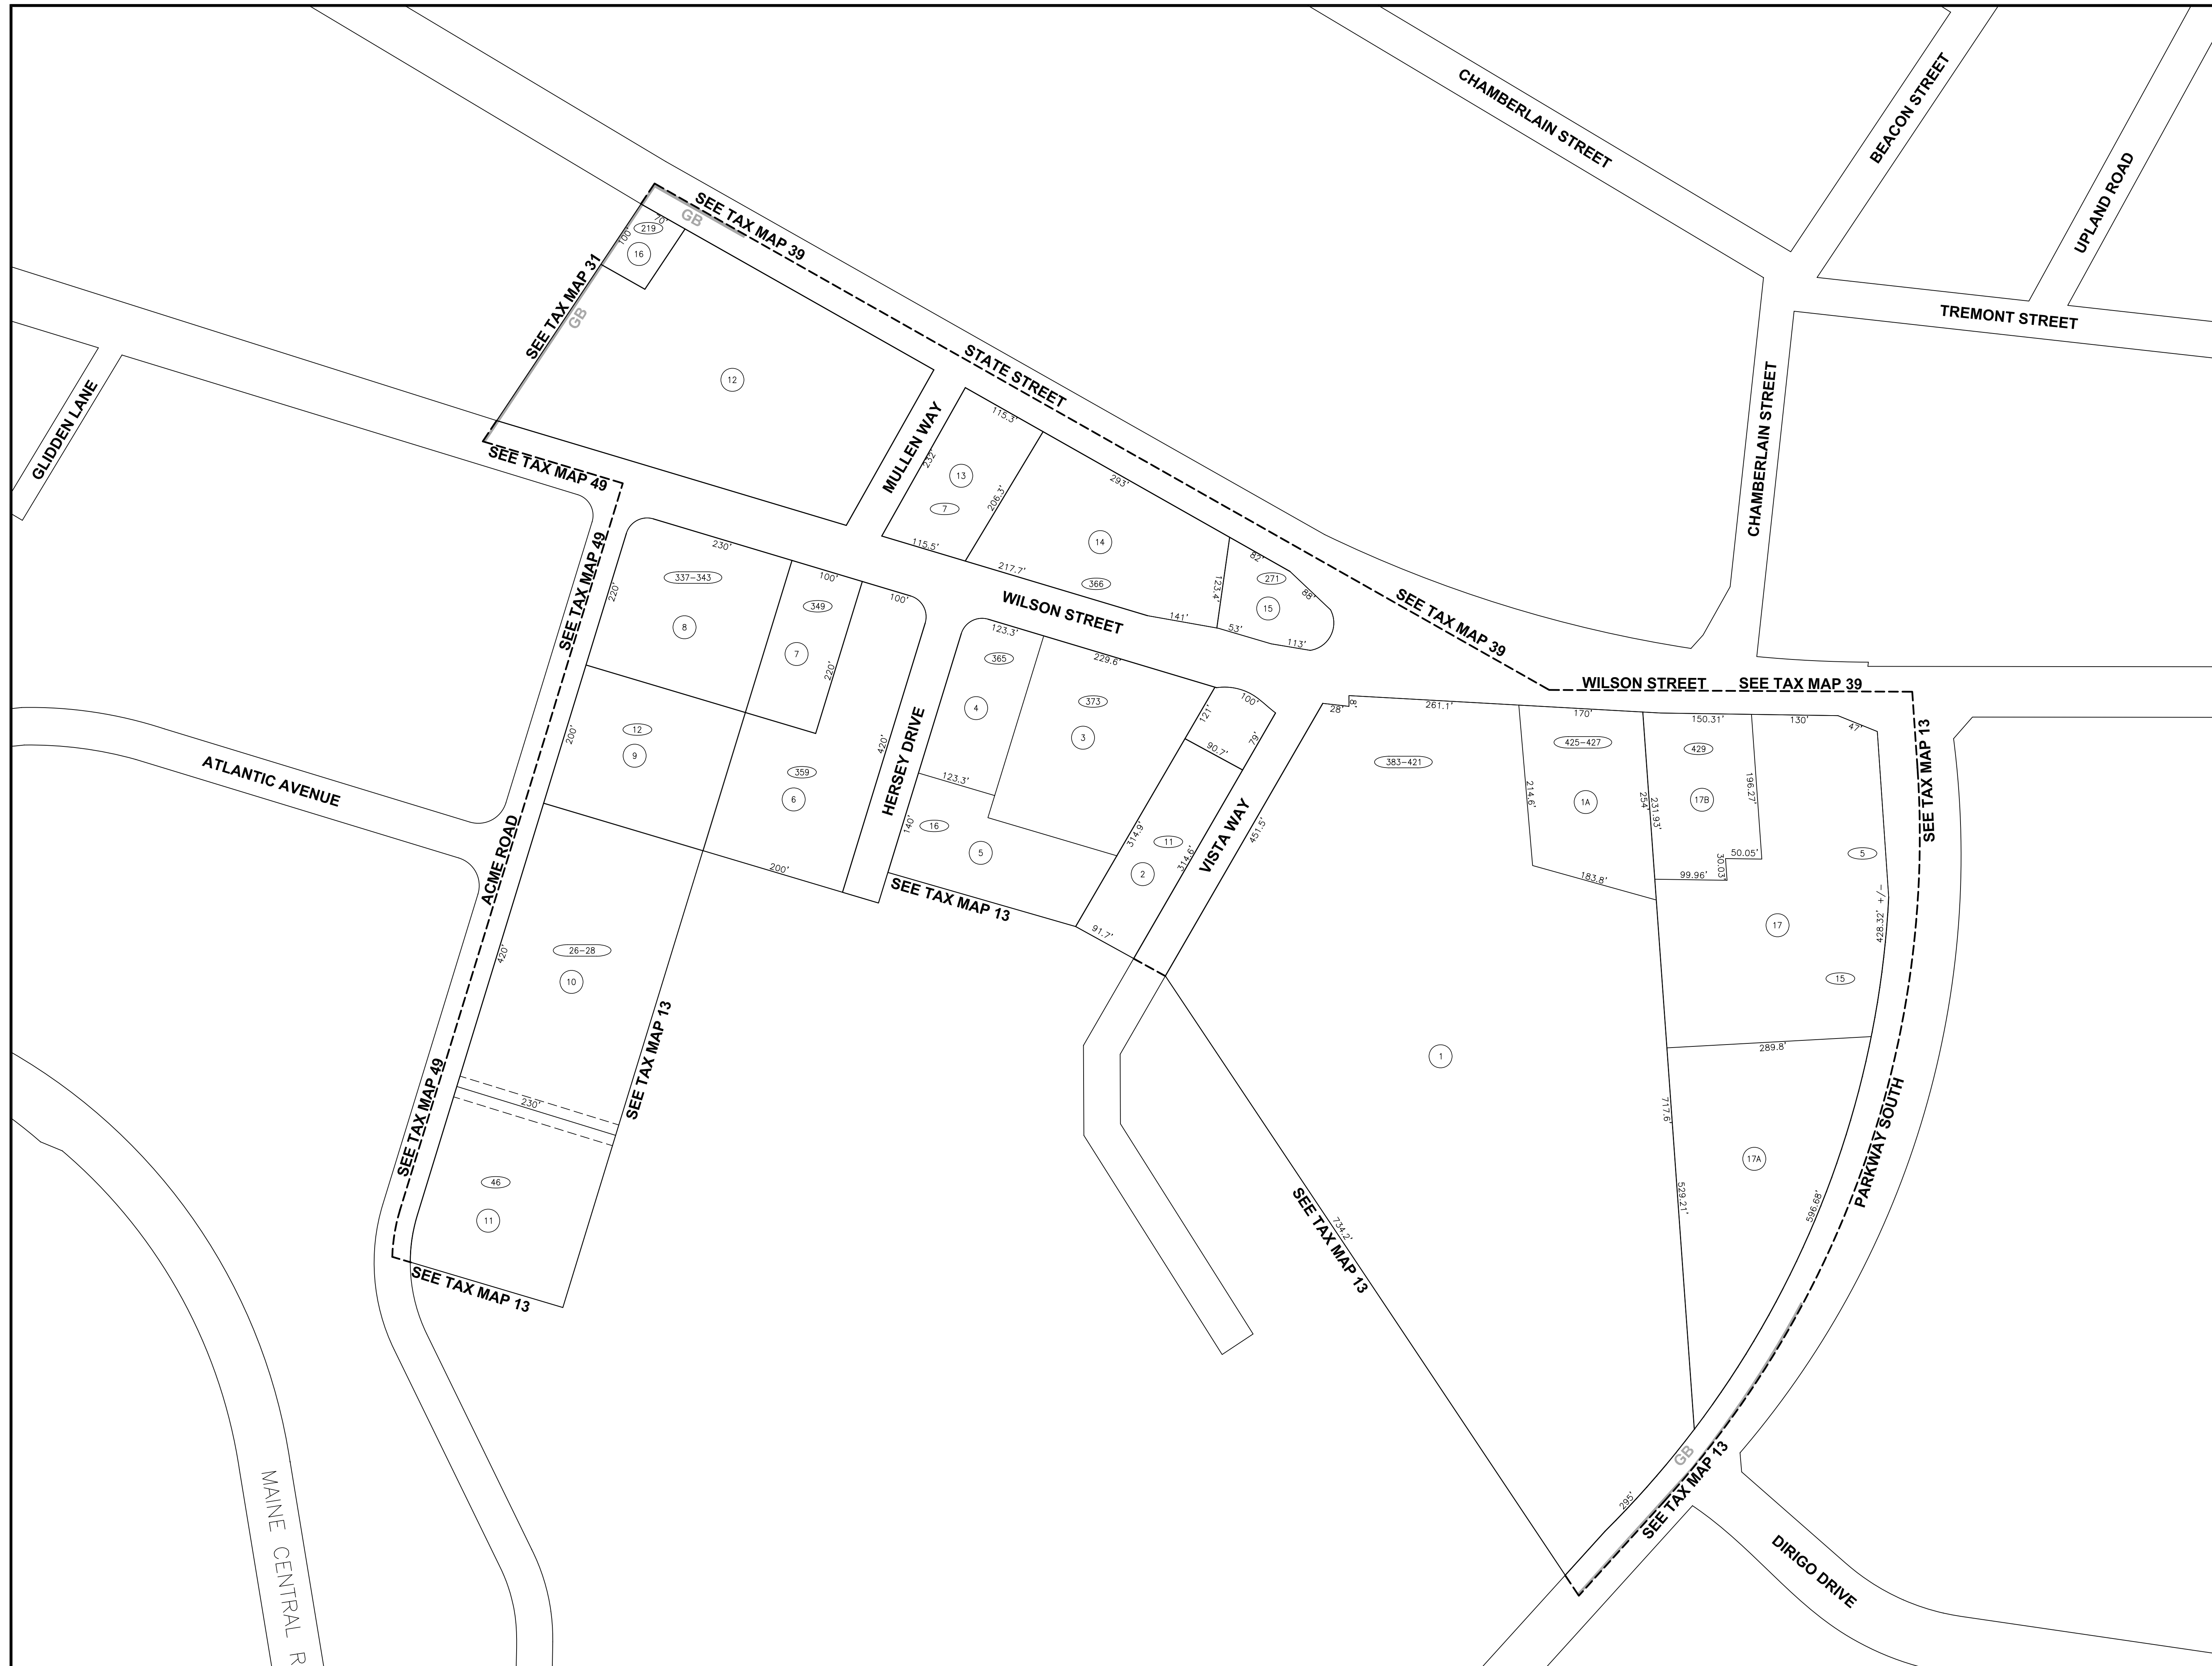 CHAMBERLAIN STREET
BEACON STREET
UPLAND ROAD
TREMONT STREET
CHAMBERLAIN STREET
SEE TAX MAP 39
GB
70'
219
100'
16
SEE TAX MAP 31
GB
12
STATE STREET
MULLEN WAY
GLIDDEN LANE
SEE TAX MAP 49
115.3'
232'
13
7
206.3'
115.5'
293'
14
366
217.7'
141'
123.4'
82'
271
88'
15
53'
113'
WILSON STREET
SEE TAX MAP 39
WILSON STREET
SEE TAX MAP 39
SEE TAX MAP 49
230'
220'
337-343
8
100'
349
7
220'
100'
420'
HERSEY DRIVE
200'
12
9
359
6
200'
123.3'
365
4
123.3'
229.6'
373
3
140'
16
5
SEE TAX MAP 13
100'
121'
79'
90.7'
314.9'
11
314.6'
2
91.7'
VISTA WAY
451.5'
28'
8'
261.1'
383-421
1
170'
425-427
1A
214.6'
183.8'
254'
231.93'
150.31'
429
17B
196.27'
50.05'
30.03'
99.96'
130'
47'
5
428.32' +/-
17
15
289.8'
SEE TAX MAP 13
717.6'
17A
529.21'
596.68'
PARKWAY SOUTH
ATLANTIC AVENUE
ACME ROAD
26-28
10
420'
SEE TAX MAP 13
SEE TAX MAP 49
230'
46
11
SEE TAX MAP 13
734.2'
SEE TAX MAP 13
GB
295'
SEE TAX MAP 13
DIRIGO DRIVE
MAINE CENTRAL R